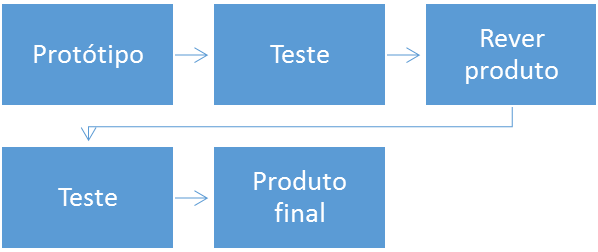 Protótipo
Teste
Rever
produto
Teste
Produto
final